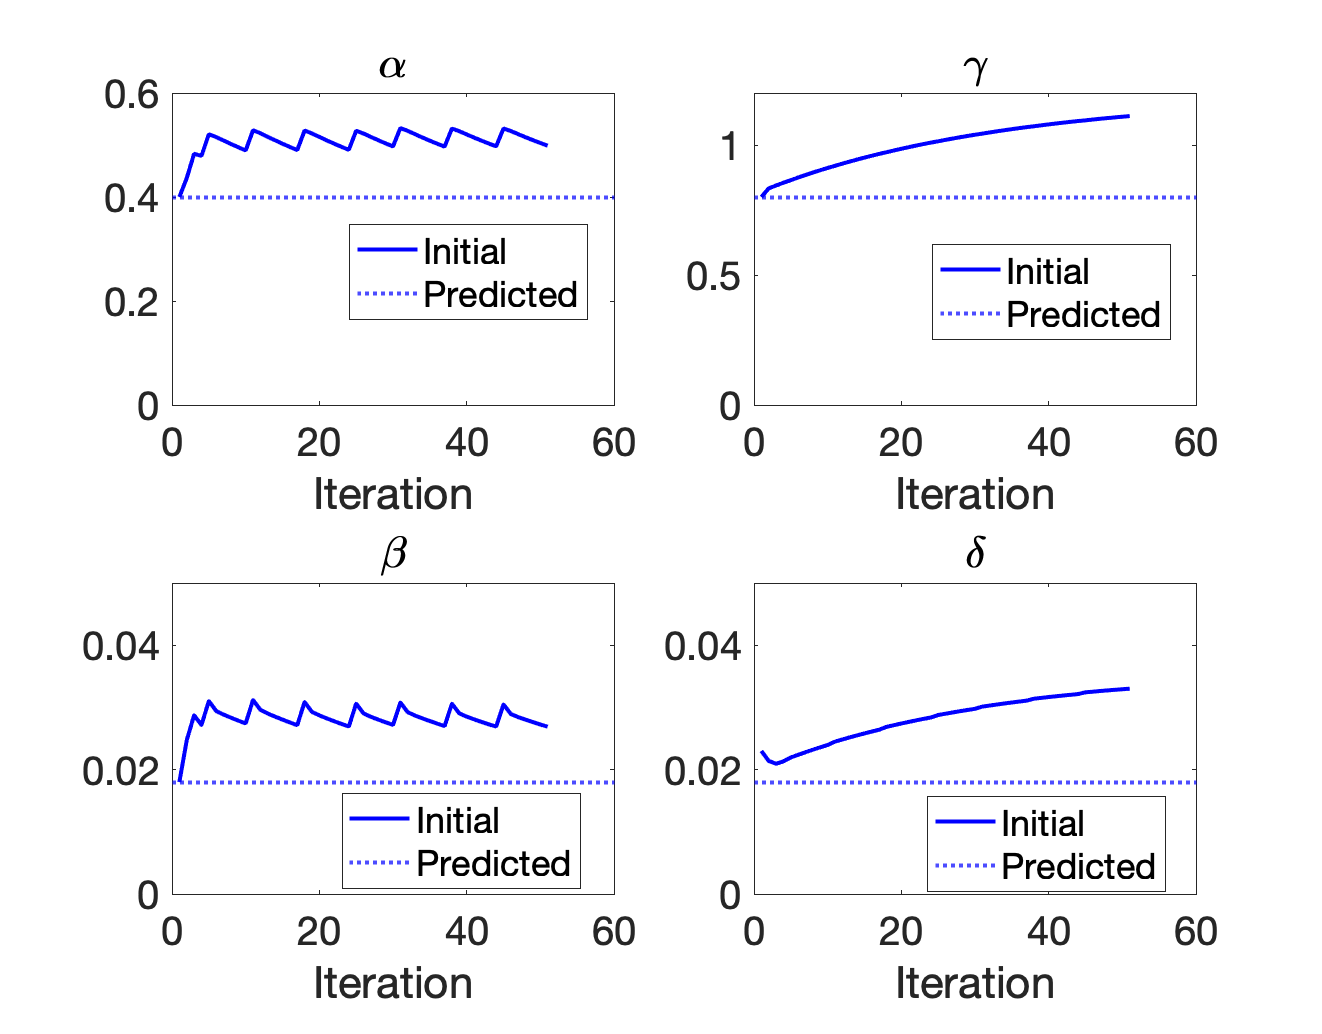 α
0.6
0.4
0.2
0
Initial
Predicted
0 20 40 60
Iteration
γ
1
0.5
0
Initial
Predicted
0 20 40 60
Iteration
β
0.04
0.02
0
Initial
Predicted
0 20 40 60
Iteration
δ
0.04
0.02
0
Initial
Predicted
0 20 40 60
Iteration